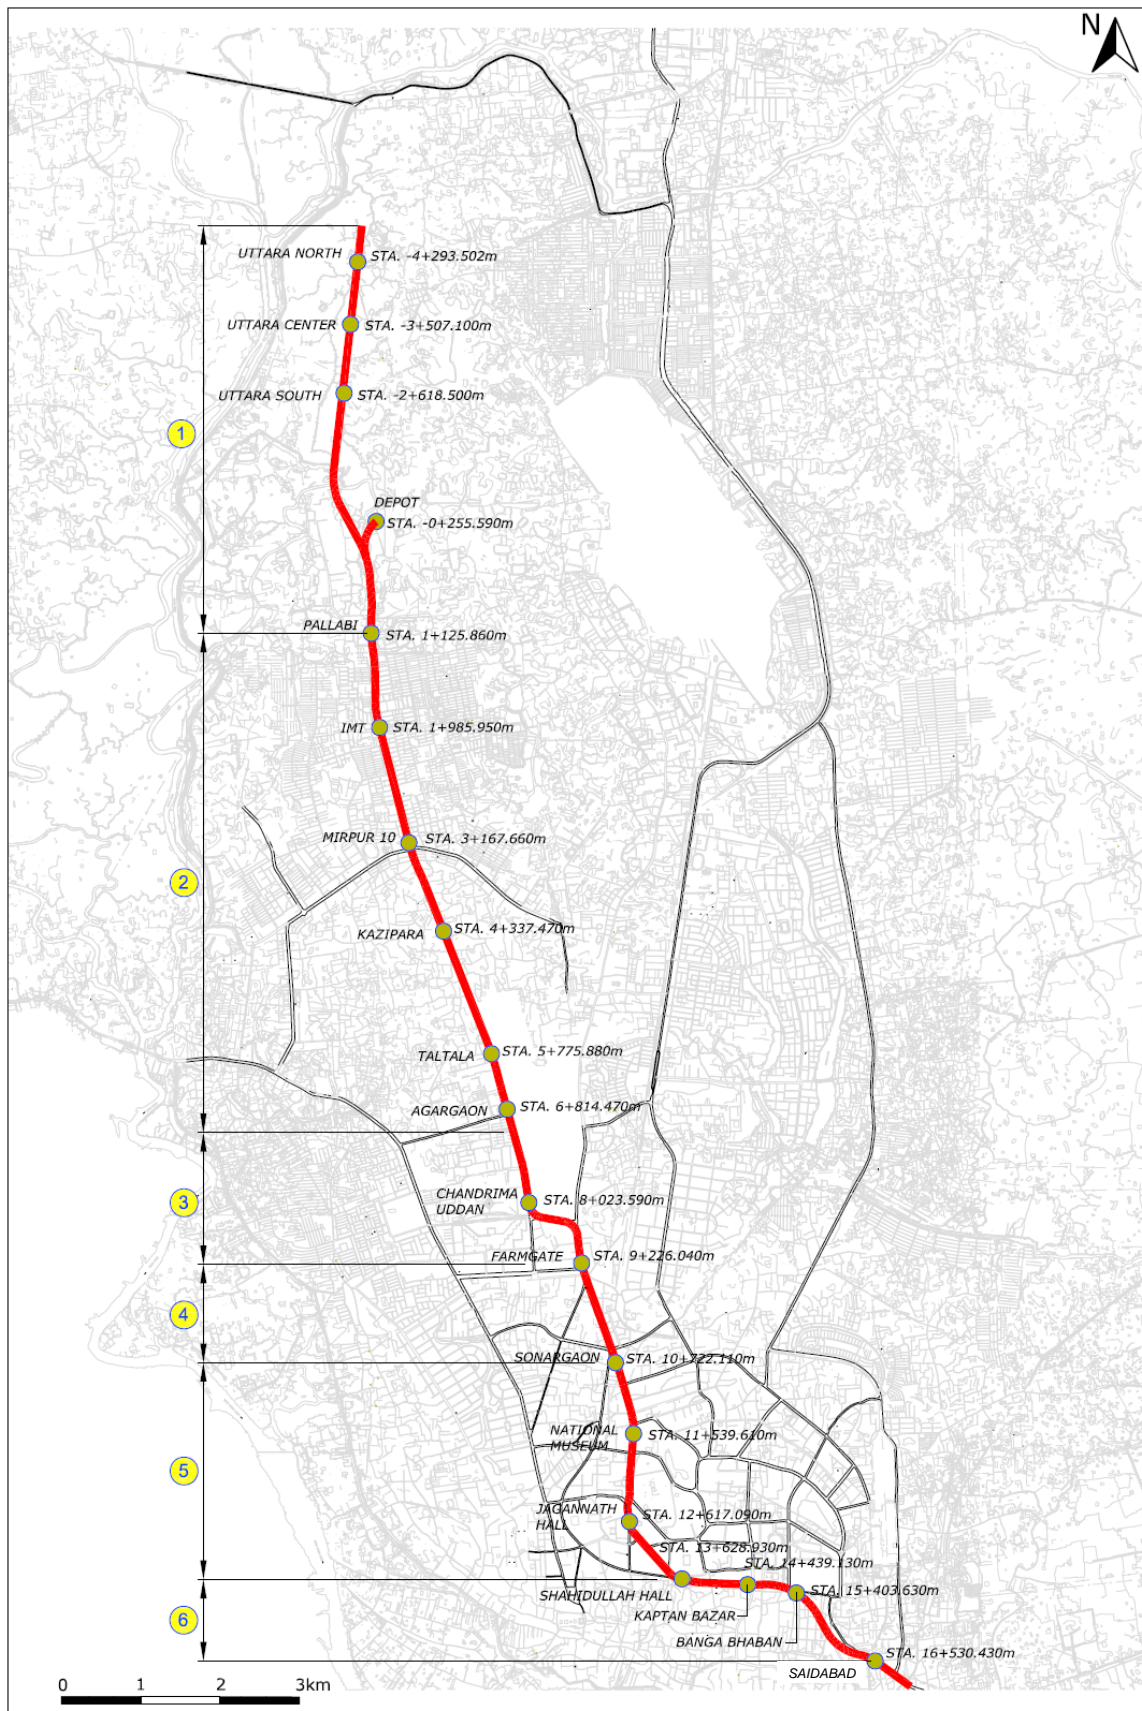 N
UTTARA NORTH STA. -4+293.502m
UTTARA CENTER STA. -3+507.100m
UTTARA SOUTH STA. -2+618.500m
1
DEPOT
STA. -0+255.590m
PALLABI STA. 1+125.860m
IMT STA. 1+985.950m
MIRPUR 10 STA. 3+167.660m
2
KAZIPARA STA. 4+337.470m
TALTALA STA. 5+775.880m
AGARGAON STA. 6+814.470m
3
CHANDRIMA
UDDAN
STA. 8+023.590m
FARMGATE STA. 9+226.040m
4
SONARGAON STA. 10+722.110m
NATIONAL
MUSEUM
STA. 11+539.610m
5
JAGANNATH
HALL
STA. 12+617.090m
STA. 13+628.930m
STA. 14+439.130m
SHAHIDULLAH HALL STA. 15+403.630m
KAPTAN BAZAR
6
BANGA BHABAN
STA. 16+530.430m
SAIDABAD
0 1 2 3km